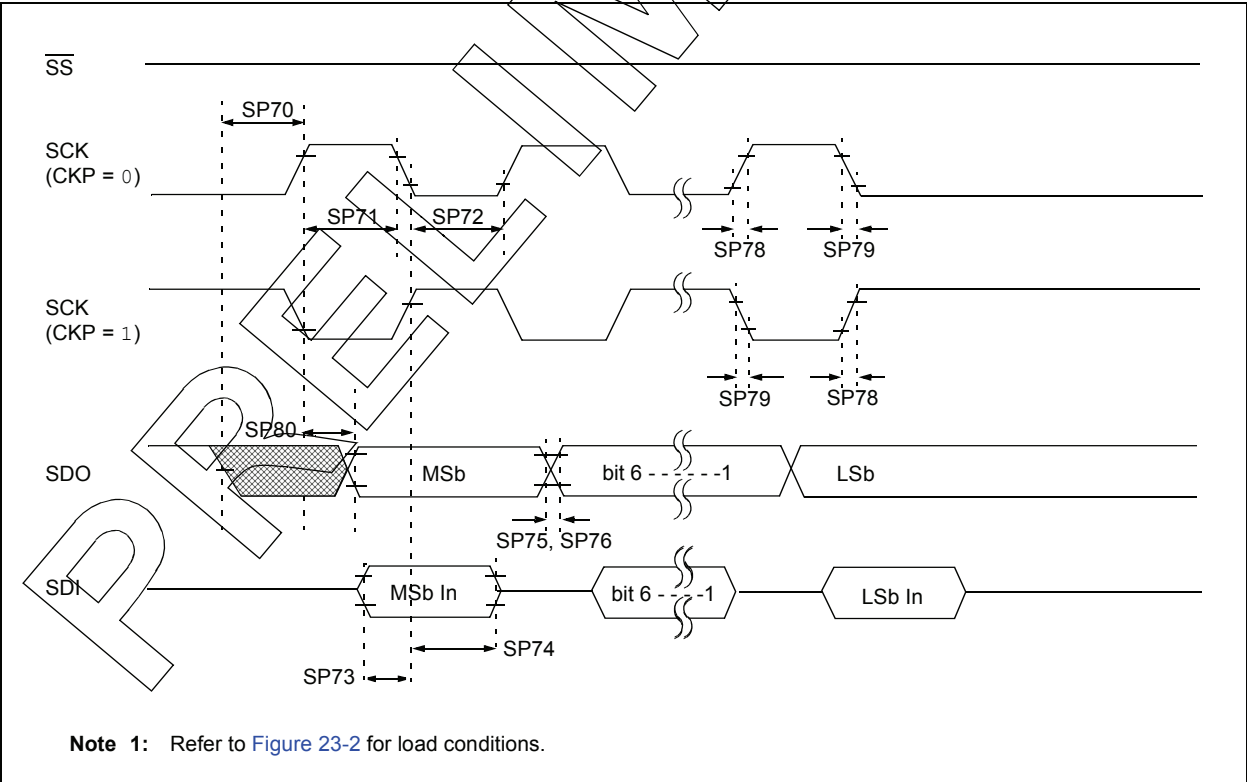 SS
SP70
SCK
(CKP = 0)
SP71
SP72
SP78
SP79
SCK
(CKP = 1)
SP79
SP78
SP80
SDO
MSb
bit 6 - - - - - -1
LSb
SP75, SP76
SDI
MSb In
bit 6 - - - -1
LSb In
SP74
SP73
Note 1: Refer to Figure 23-2 for load conditions.
PRELIM